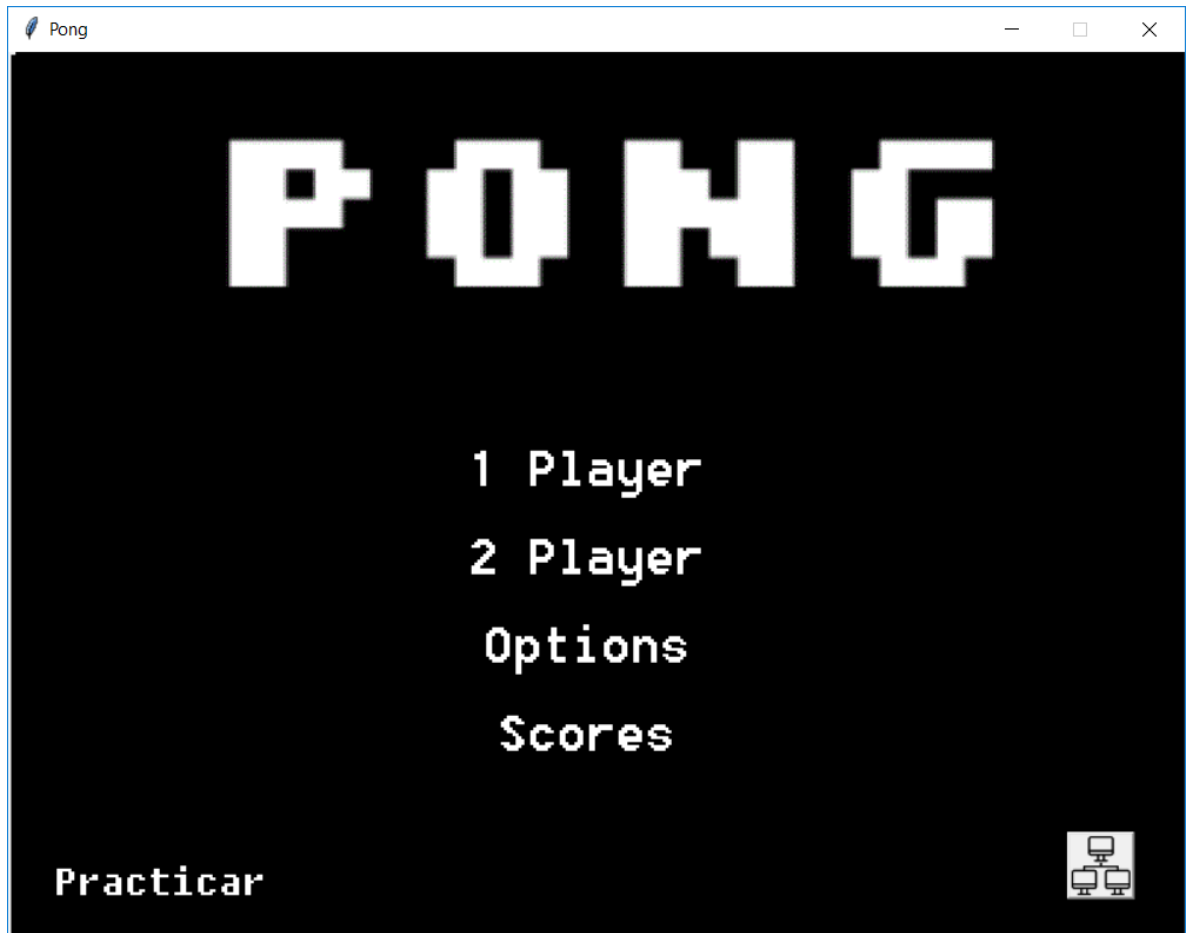 Pong
PONG
1 Player
2 Player
Options
Scores
Practicar